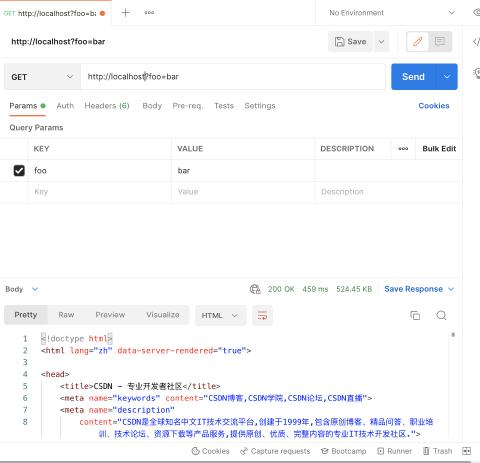 GET http://localhost?foo=b
No Environment
http://localhost?foo=bar
Save
GET
http://localhost?foo=bar
Send
Params Auth Headers (6) Body Pre-req. Tests Settings
Cookies
Query Params
KEY VALUE DESCRIPTION Bulk Edit
foo bar
Key Value Description
Body
200 OK 459 ms 524.45 KB Save Response
Pretty Raw Preview Visualize HTML
1 <!doctype html>
2 <html lang="zh" data-server-rendered="true">
3
4 <head>
5 <title>CSDN - 专业开发者社区</title>
6 <meta name="keywords" content="CSDN博客,CSDN学院,CSDN论坛,CSDN直播">
7 <meta name="description"
8 content="CSDN是全球知名中文IT技术交流平台,创建于1999年,包含原创博客、精品问答、职业培
训、技术论坛、资源下载等产品服务,提供原创、优质、完整内容的专业IT技术开发社区.">
Cookies Capture requests Bootcamp Runner Trash